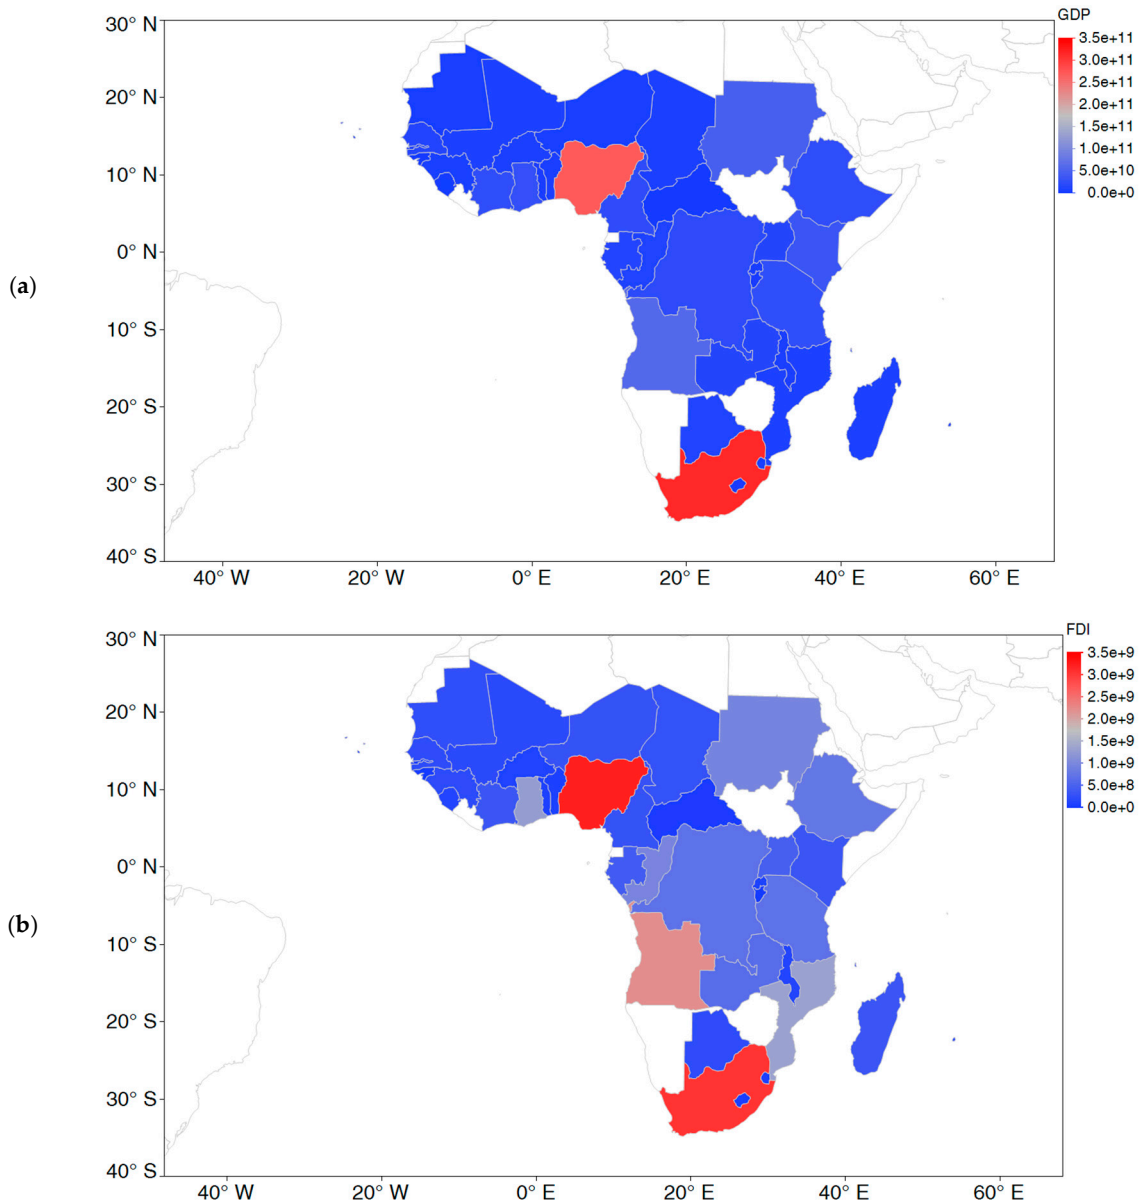 GDP
30° N
20° N
10° N
0° N
10° S
20° S
30° S
40° S
3.5e+11
3.0e+11
2.5e+11
2.0e+11
1.5e+11
1.0e+11
5.0e+10
0.0e+0
(a)
40° W
20° W
0° E
20° E
40° E
60° E
FDI
30° N
20° N
10° N
0° N
10° S
20° S
30° S
40° S
3.5e+9
3.0e+9
2.5e+9
2.0e+9
1.5e+9
1.0e+9
5.0e+8
0.0e+0
(b)
40° W
20° W
0° E
20° E
40° E
60° E